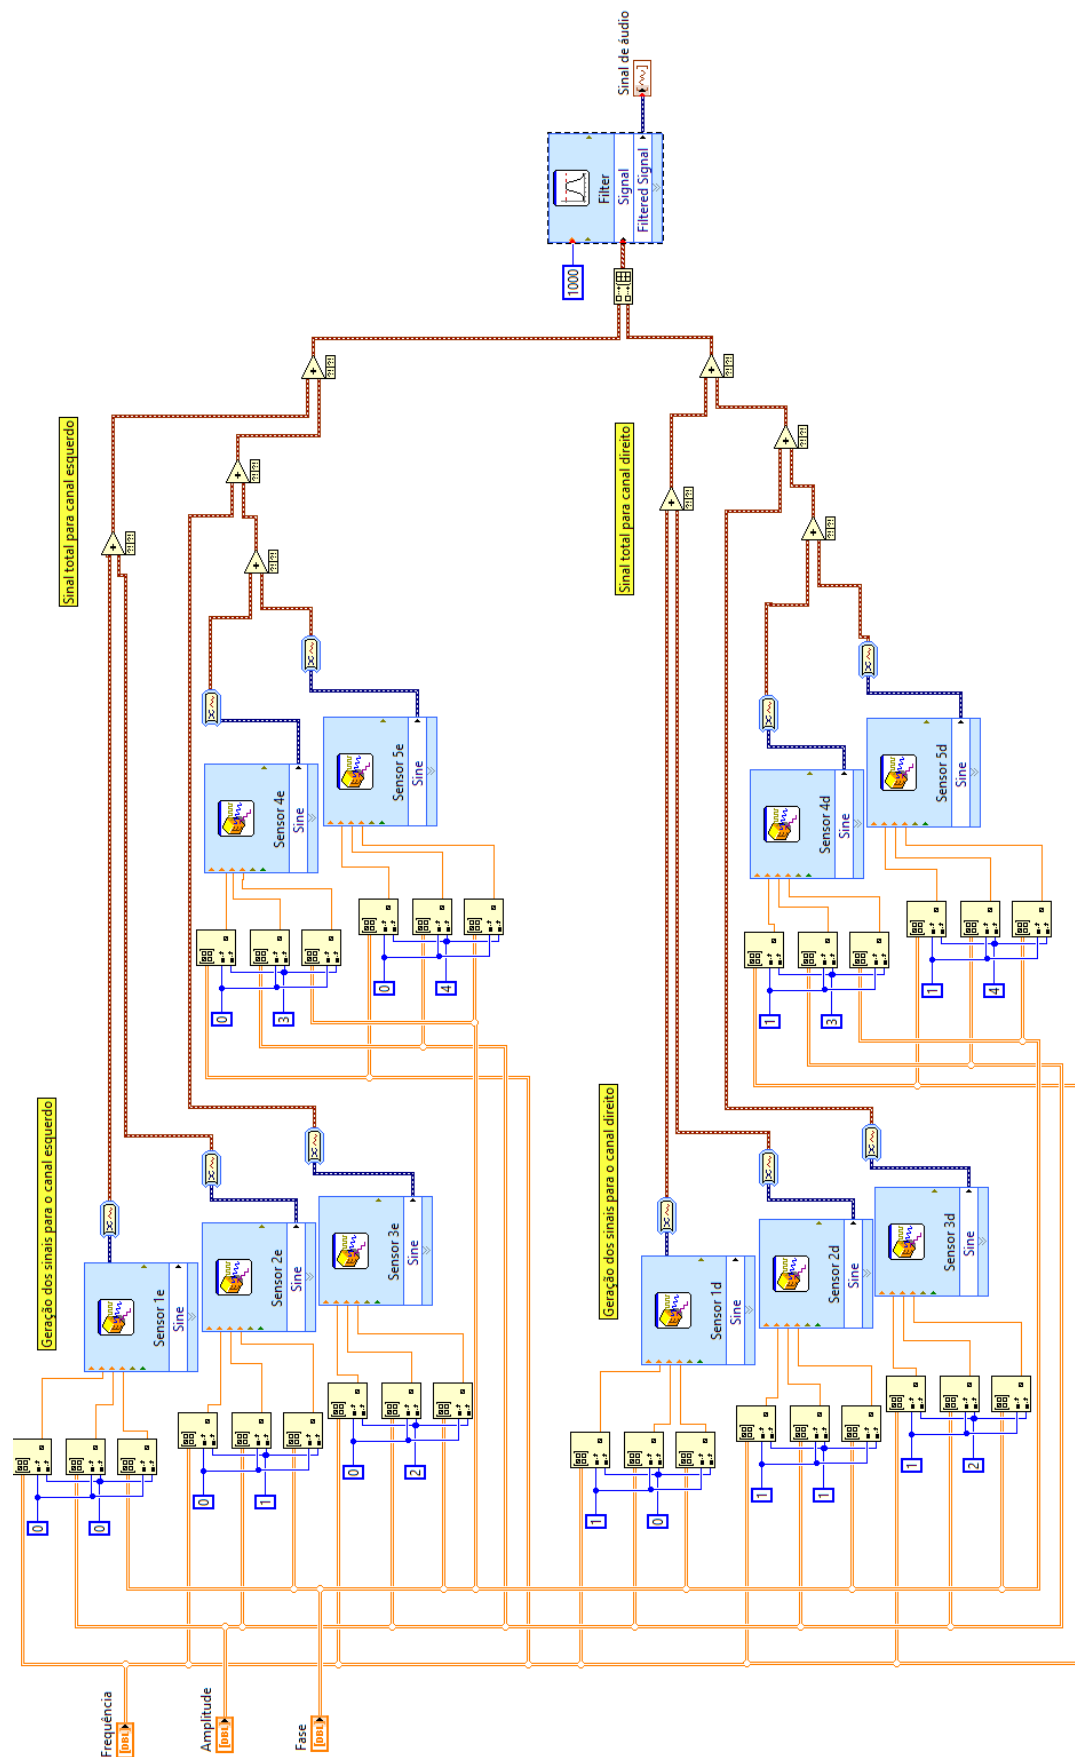 Frequência
[DBL]
Amplitude
[DBL]
Fase
[DBL]
Geração dos sinais para o canal esquerdo
0
0
Sensor 1e
Sine
0
1
Sensor 2e
Sine
0
2
Sensor 3e
Sine
0
3
Sensor 4e
Sine
0
4
Sensor 5e
Sine
Sinal total para canal esquerdo
Geração dos sinais para o canal direito
1
0
Sensor 1d
Sine
1
1
Sensor 2d
Sine
1
2
Sensor 3d
Sine
1
3
Sensor 4d
Sine
1
4
Sensor 5d
Sine
Sinal total para canal direito
1000
Filter
Signal
Filtered Signal
Sinal de áudio